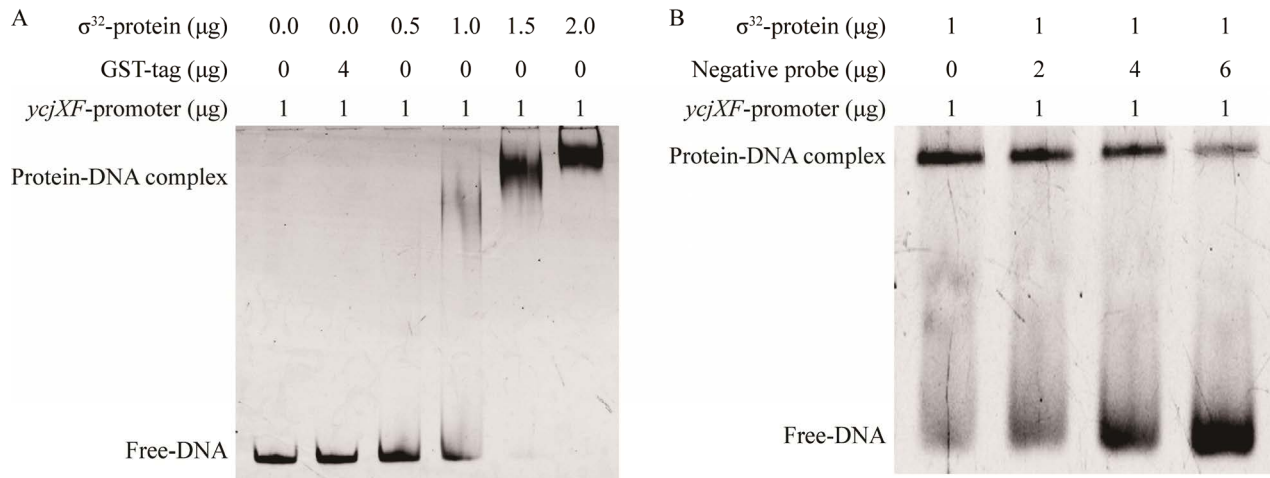 A
σ³²-protein (μg) 0.0 0.0 0.5 1.0 1.5 2.0
GST-tag (μg) 0 4 0 0 0 0
ycjXF-promoter (μg) 1 1 1 1 1 1
Protein-DNA complex
Free-DNA
B
σ³²-protein (μg) 1 1 1 1
Negative probe (μg) 0 2 4 6
ycjXF-promoter (μg) 1 1 1 1
Protein-DNA complex
Free-DNA